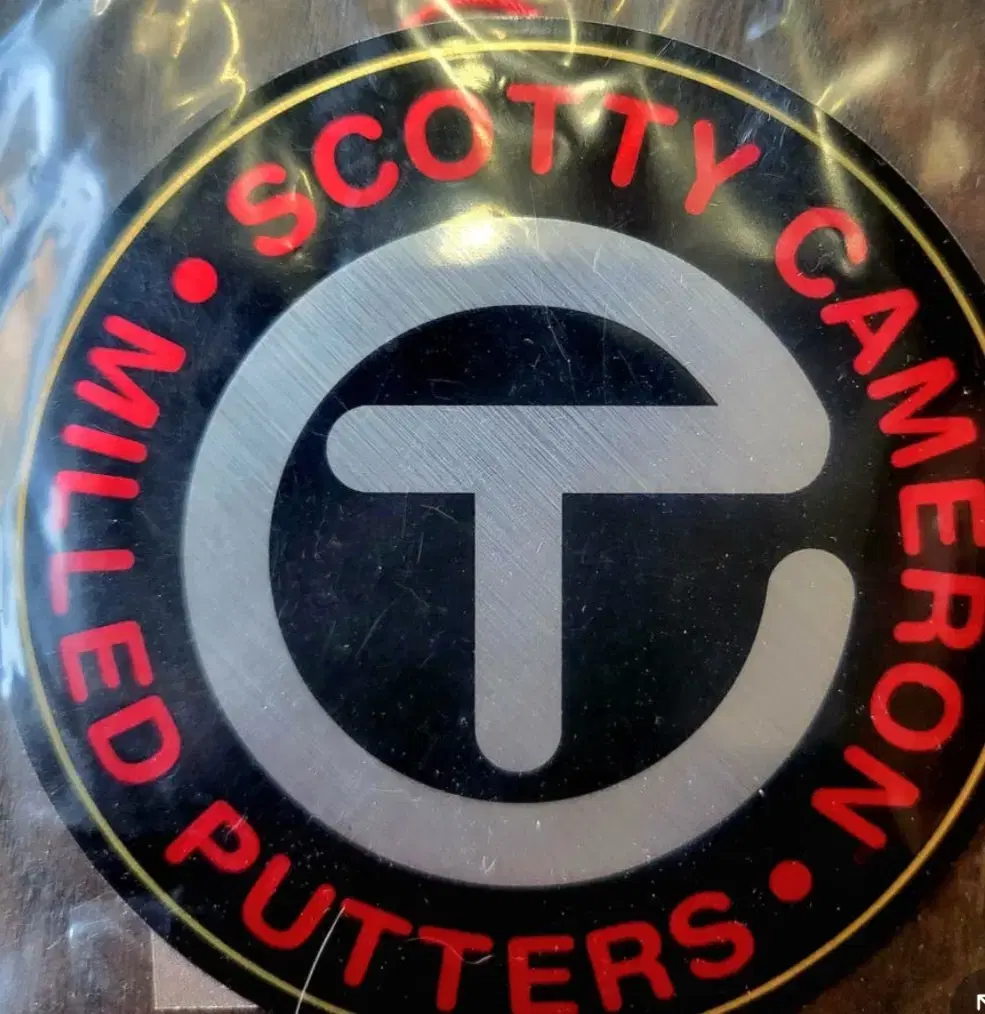 SCOTTY CAMERON
• MILLED PUTTERS •
T